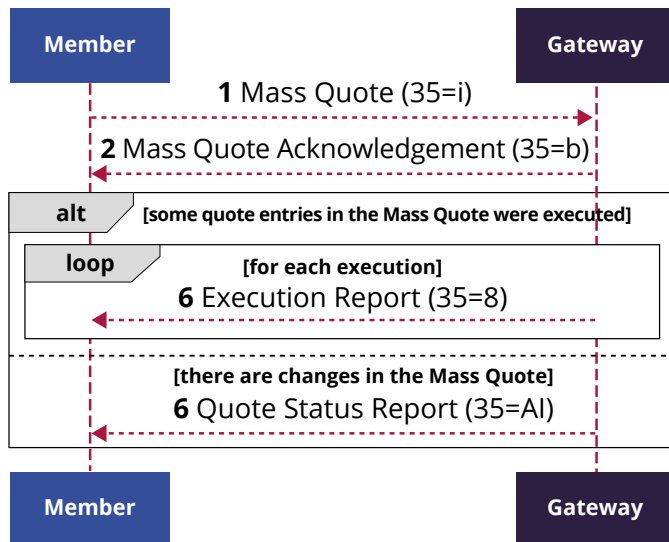 Member Gateway
1 Mass Quote (35=i)
2 Mass Quote Acknowledgement (35=b)
alt [some quote entries in the Mass Quote were executed]
loop [for each execution]
6 Execution Report (35=8)
[there are changes in the Mass Quote]
6 Quote Status Report (35=AI)
Member Gateway